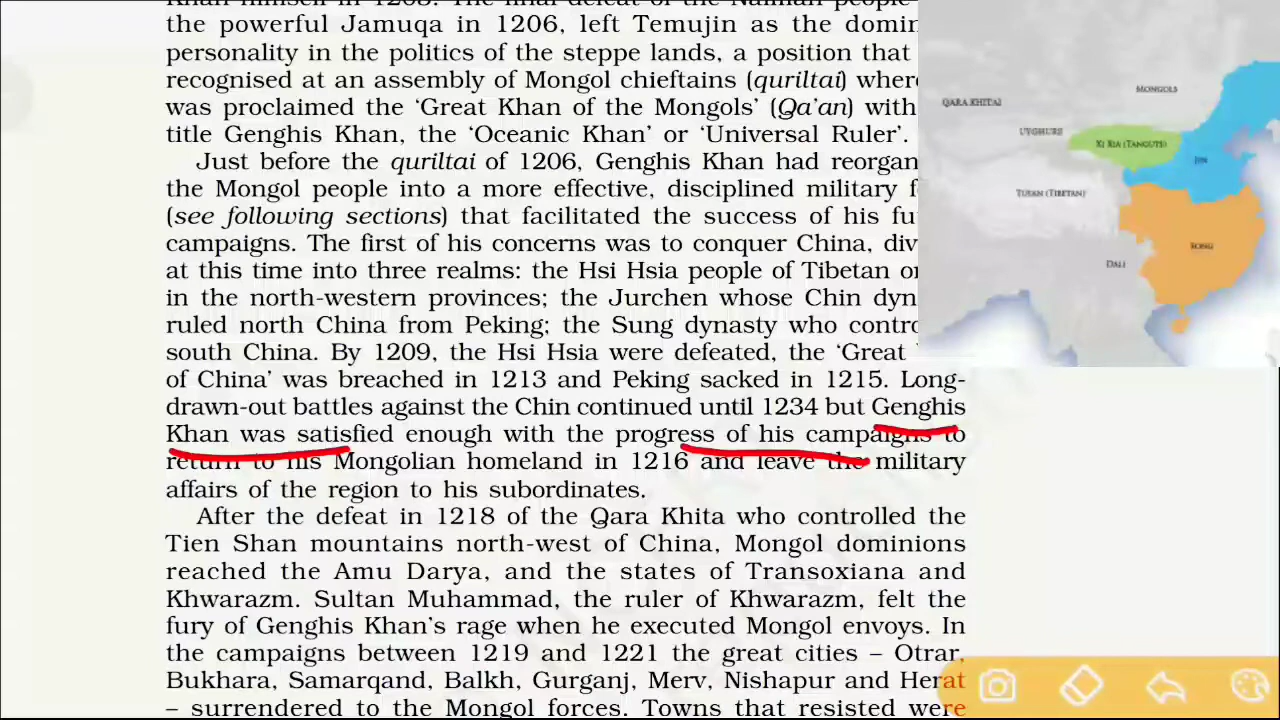 Khan himself in 1203. The final defeat of the Naiman people
the powerful Jamuqa in 1206, left Temujin as the domin
personality in the politics of the steppe lands, a position that
recognised at an assembly of Mongol chieftains (quriltai) wher
was proclaimed the ‘Great Khan of the Mongols’ (Qa’an) with
title Genghis Khan, the ‘Oceanic Khan’ or ‘Universal Ruler’.
Just before the quriltai of 1206, Genghis Khan had reorgan
the Mongol people into a more effective, disciplined military f
(see following sections) that facilitated the success of his fu
campaigns. The first of his concerns was to conquer China, div
at this time into three realms: the Hsi Hsia people of Tibetan or
in the north-western provinces; the Jurchen whose Chin dyn
ruled north China from Peking; the Sung dynasty who contro
south China. By 1209, the Hsi Hsia were defeated, the ‘Great
of China’ was breached in 1213 and Peking sacked in 1215. Long-
drawn-out battles against the Chin continued until 1234 but Genghis
Khan was satisfied enough with the progress of his campaigns to
return to his Mongolian homeland in 1216 and leave the military
affairs of the region to his subordinates.
After the defeat in 1218 of the Qara Khita who controlled the
Tien Shan mountains north-west of China, Mongol dominions
reached the Amu Darya, and the states of Transoxiana and
Khwarazm. Sultan Muhammad, the ruler of Khwarazm, felt the
fury of Genghis Khan’s rage when he executed Mongol envoys. In
the campaigns between 1219 and 1221 the great cities – Otrar,
Bukhara, Samarqand, Balkh, Gurganj, Merv, Nishapur and Herat
– surrendered to the Mongol forces. Towns that resisted were
MONGOLS
QARA KHITAI
UYGHURS
XI XIA (TANGUTS)
JIN
TUFAN (TIBETAN)
SONG
DALI